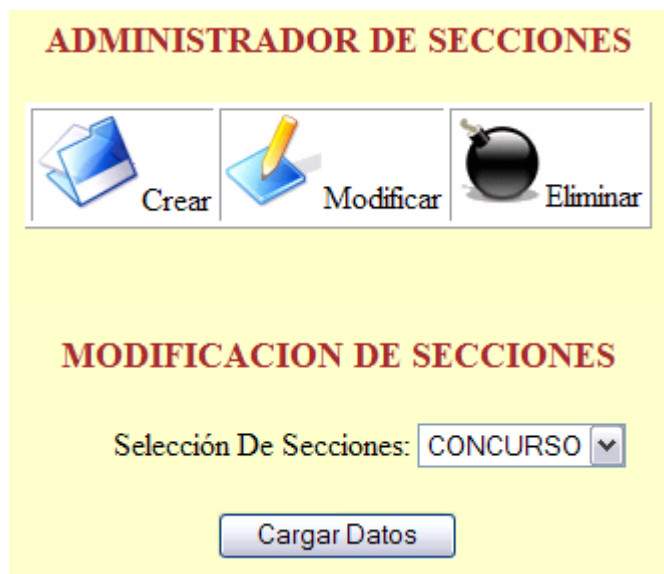 ADMINISTRADOR DE SECCIONES
Crear Modificar Eliminar
MODIFICACION DE SECCIONES
Selección De Secciones: CONCURSO
Cargar Datos